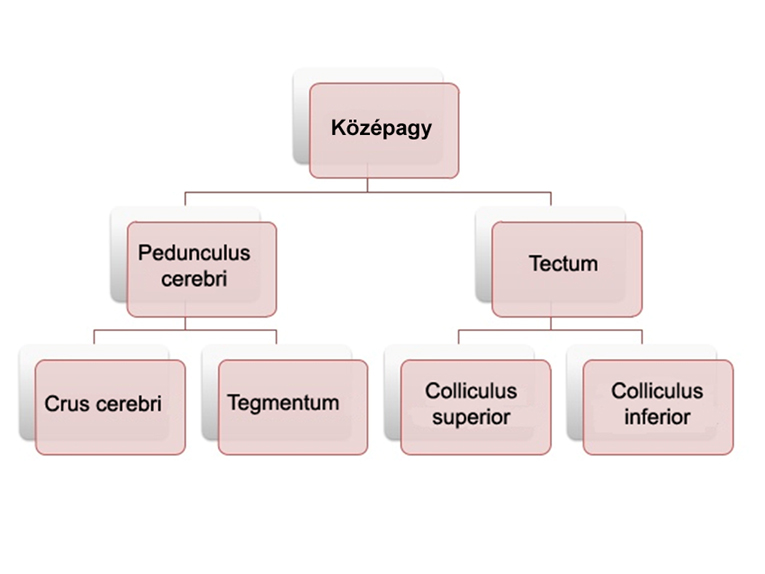 Középagy
Pedunculus
cerebri
Tectum
Crus cerebri
Tegmentum
Colliculus
superior
Colliculus
inferior